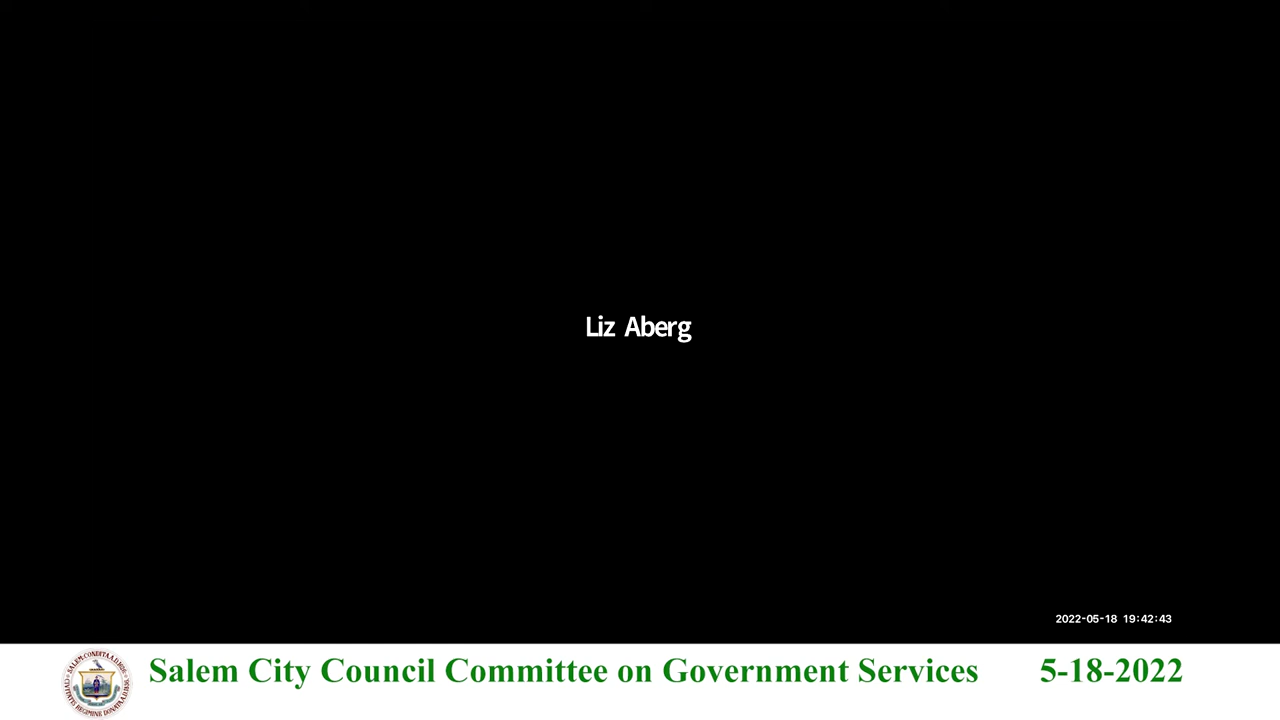 Liz Aberg
2022-05-18 19:42:43
Salem City Council Committee on Government Services 5-18-2022